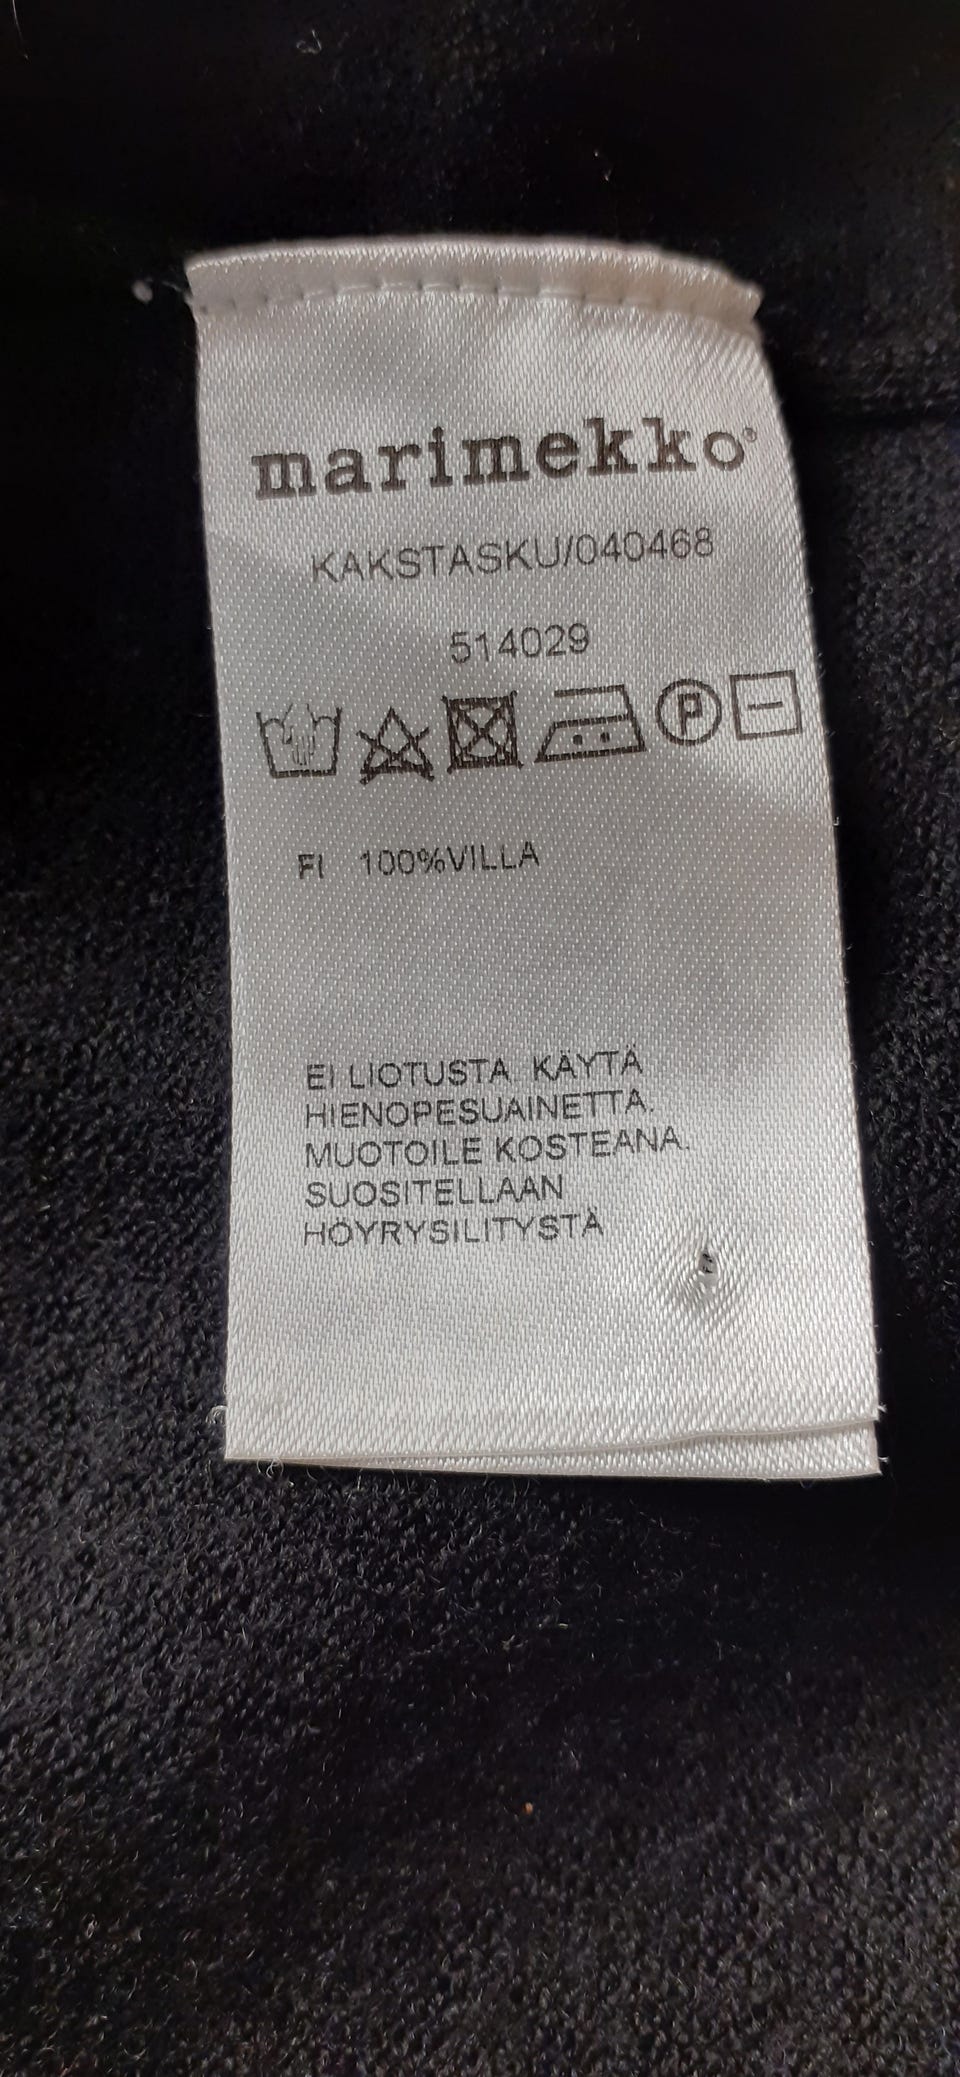 marimekko®
KAKSTASKU/040468
514029
P
FI 100%VILLA
EI LIOTUSTA KÄYTÄ
HIENOPESUAINETTA.
MUOTOILE KOSTEANA.
SUOSITELLAAN
HÖYRYSILITYSTÄ